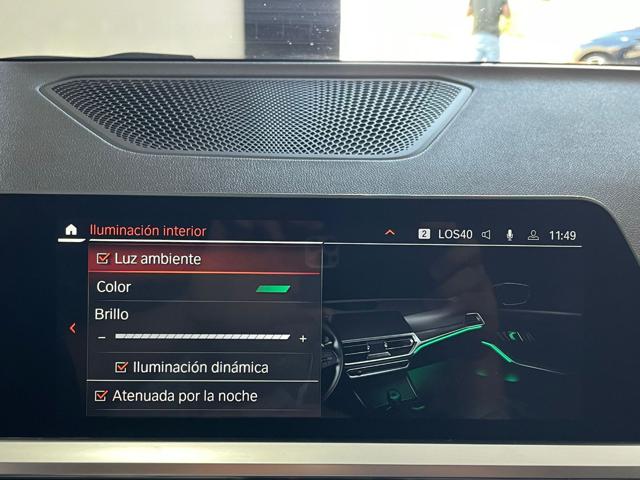 Iluminación interior
2 LOS40 11:49
Luz ambiente
Color
Brillo
− +
Iluminación dinámica
Atenuada por la noche